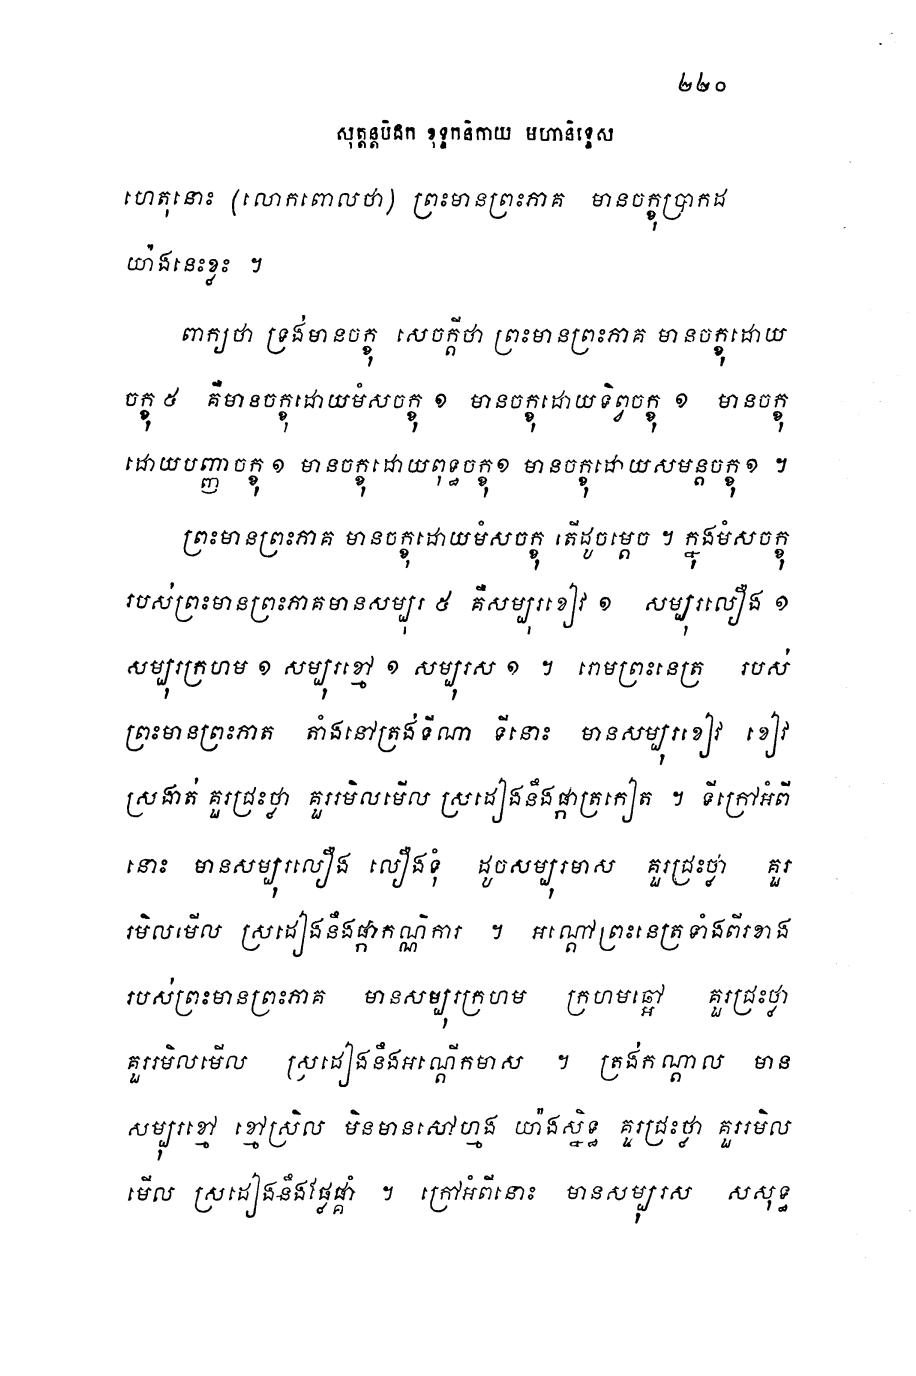 ២២០
សុត្តន្តបិដក ខុទ្ទកនិកាយ មហានិទ្ទេស
ហេតុនោះ (លោកពោលថា) ព្រះមានព្រះភាគ មានចក្ខុប្រាកដ
យ៉ាងនេះខ្លះ ។
ពាក្យថា ទ្រង់មានចក្ខុ សេចក្តីថា ព្រះមានព្រះភាគ មានចក្ខុដោយ
ចក្ខុ ៥ គឺមានចក្ខុដោយមំសចក្ខុ ១ មានចក្ខុដោយទិព្វចក្ខុ ១ មានចក្ខុ
ដោយបញ្ញាចក្ខុ ១ មានចក្ខុដោយពុទ្ធចក្ខុ ១ មានចក្ខុដោយសមន្តចក្ខុ ១ ។
ព្រះមានព្រះភាគ មានចក្ខុដោយមំសចក្ខុ តើដូចម្តេច ។ ក្នុងមំសចក្ខុ
របស់ព្រះមានព្រះភាគមានសម្បុរ ៥ គឺសម្បុរខៀវ ១ សម្បុរលឿង ១
សម្បុរក្រហម ១ សម្បុរខ្មៅ ១ សម្បុរស ១ ។ រោមព្រះនេត្រ របស់
ព្រះមានព្រះភាគ តាំងនៅត្រង់ទីណា ទីនោះ មានសម្បុរខៀវ ខៀវ
ស្រងាត់ គួរជ្រះថ្លា គួររមិលមើល ស្រដៀងនឹងផ្កាត្រកៀត ។ ទីក្រៅអំពី
នោះ មានសម្បុរលឿង លឿងទុំ ដូចសម្បុរមាស គួរជ្រះថ្លា គួរ
រមិលមើល ស្រដៀងនឹងផ្កាកណ្ណិការ ។ អណ្តៅព្រះនេត្រទាំងពីរខាង
របស់ព្រះមានព្រះភាគ មានសម្បុរក្រហម ក្រហមឆ្អៅ គួរជ្រះថ្លា
គួររមិលមើល ស្រដៀងនឹងអណ្តើកមាស ។ ត្រង់កណ្តាល មាន
សម្បុរខ្មៅ ខ្មៅស្រិល មិនមានសៅហ្មង យ៉ាងស្និទ្ធ គួរជ្រះថ្លា គួររមិល
មើល ស្រដៀងនឹងផ្លែផ្គាំ ។ ក្រៅអំពីនោះ មានសម្បុរស សសុទ្ធ